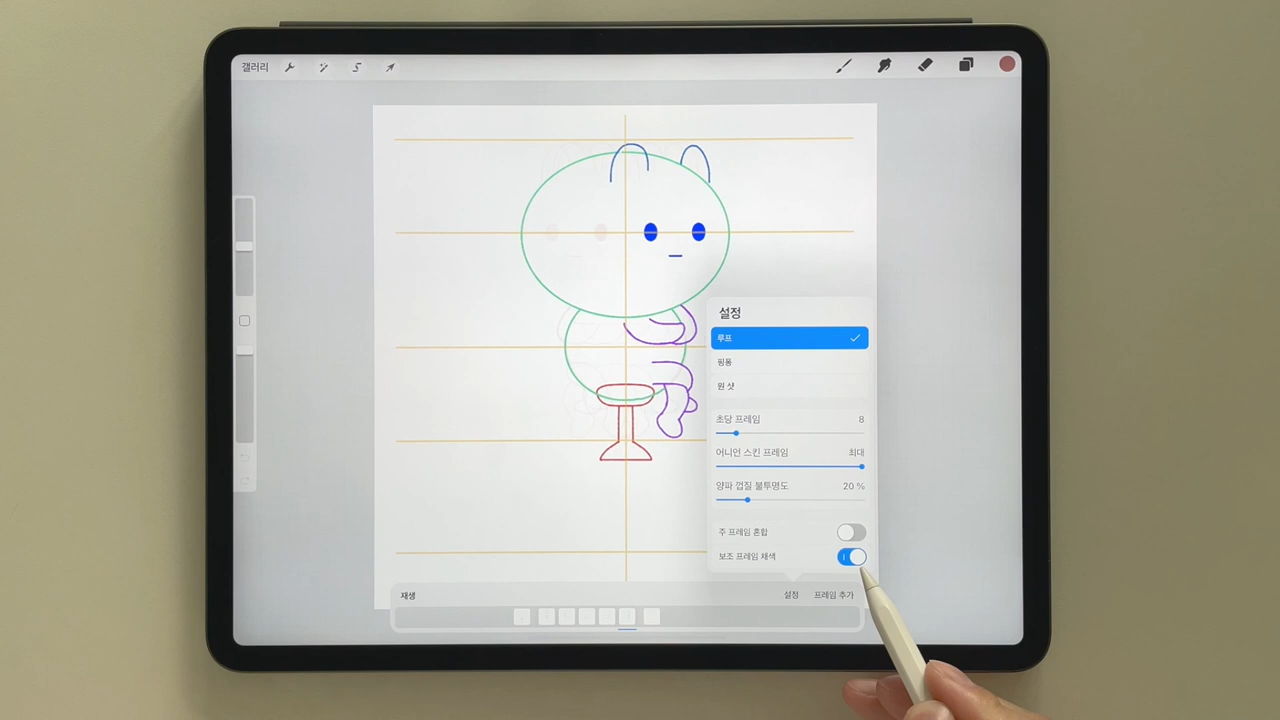 갤러리
설정
루프
핑퐁
원 샷
초당 프레임 8
어니언 스킨 프레임 최대
양파 껍질 불투명도 20 %
주 프레임 혼합
보조 프레임 채색
재생 설정 프레임 추가